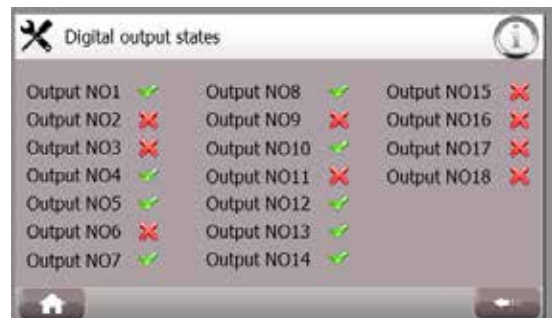 Digital output states
Output NO1
Output NO2
Output NO3
Output NO4
Output NO5
Output NO6
Output NO7
Output NO8
Output NO9
Output NO10
Output NO11
Output NO12
Output NO13
Output NO14
Output NO15
Output NO16
Output NO17
Output NO18